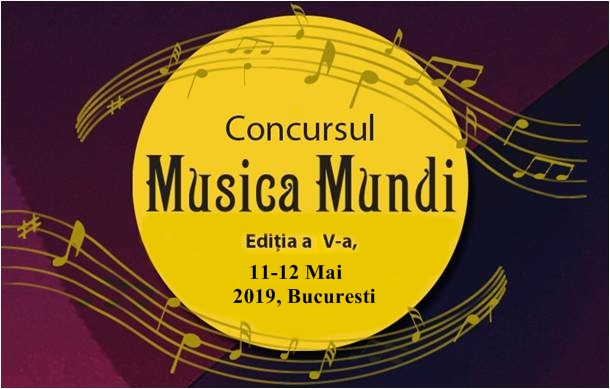 Concursul
Musica Mundi
Ediția a V-a,
11-12 Mai
2019, Bucuresti